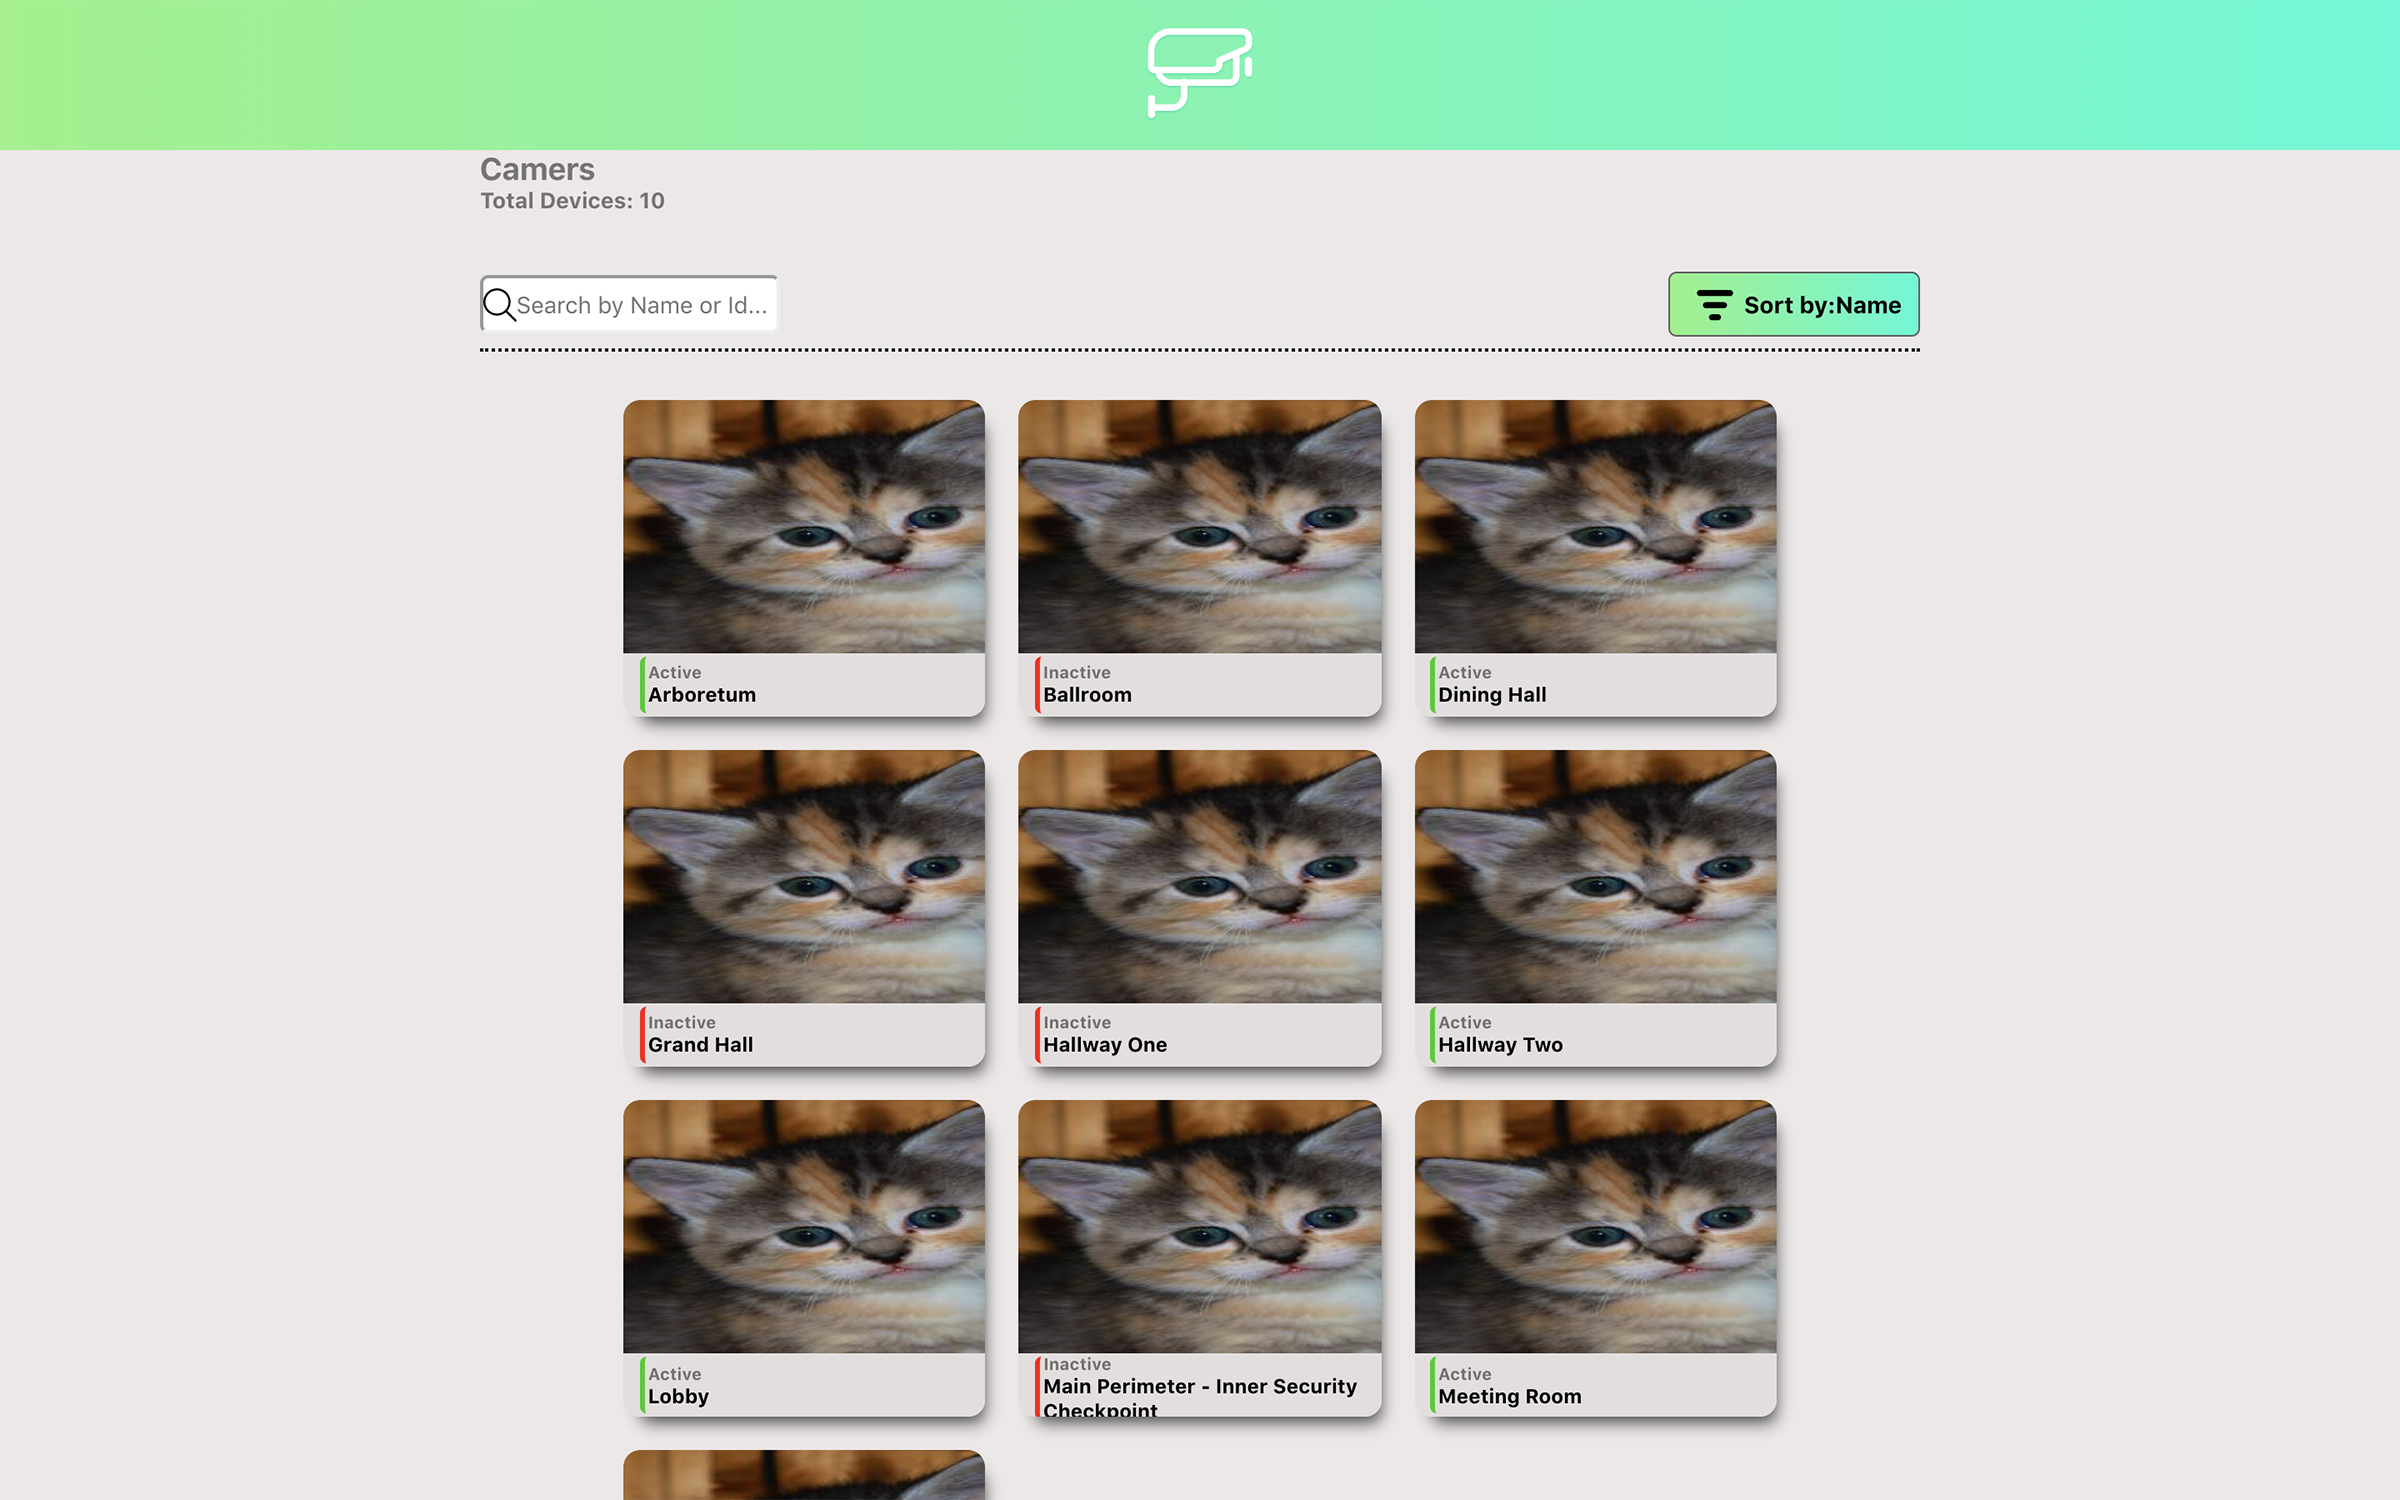 Camers
Total Devices: 10
Search by Name or Id...
Sort by:Name
Active
Arboretum
Inactive
Ballroom
Active
Dining Hall
Inactive
Grand Hall
Inactive
Hallway One
Active
Hallway Two
Active
Lobby
Inactive
Main Perimeter - Inner Security
Checkpoint
Active
Meeting Room